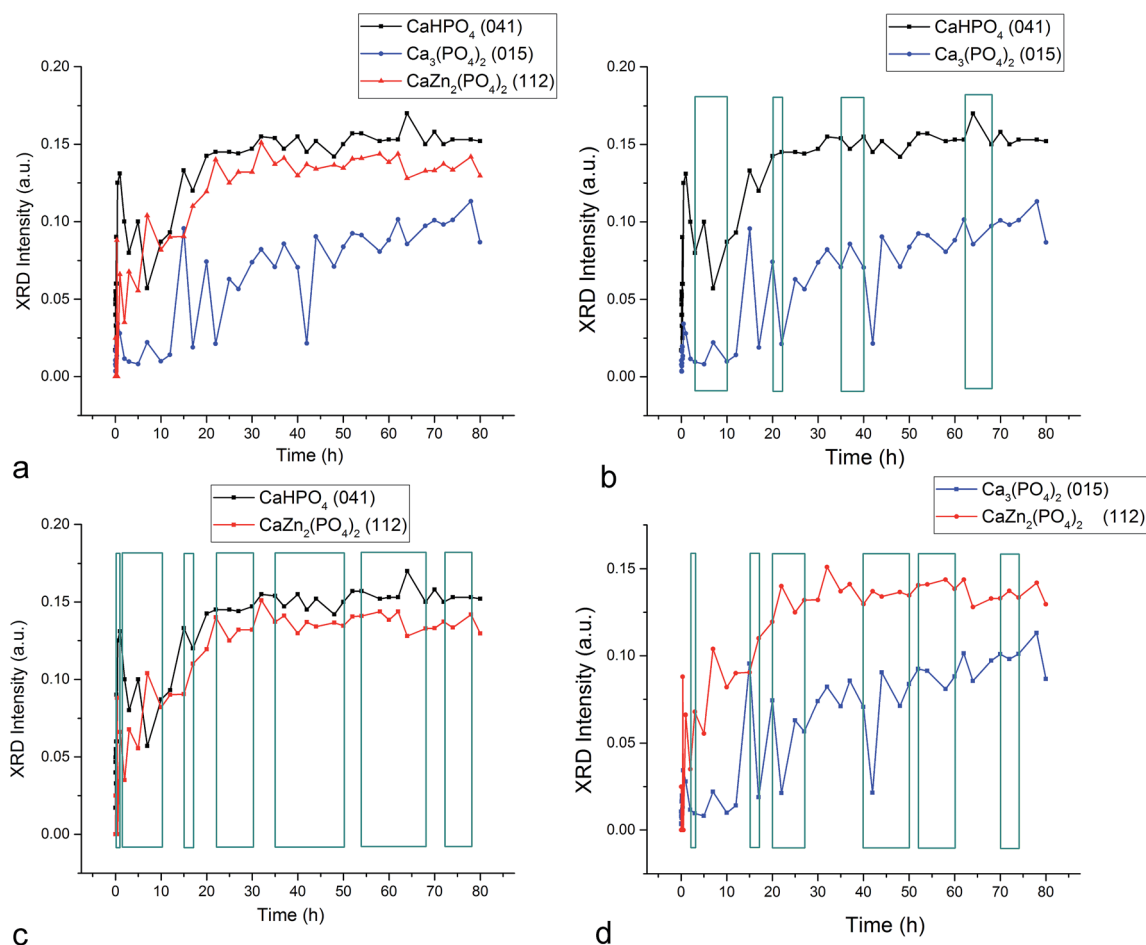 CaHPO₄ (041)
Ca₃(PO₄)₂ (015)
CaZn₂(PO₄)₂ (112)
0.20
0.15
0.10
0.05
0.00
XRD Intensity (a.u.)
0 10 20 30 40 50 60 70 80
Time (h)
a
CaHPO₄ (041)
Ca₃(PO₄)₂ (015)
0.20
0.15
0.10
0.05
0.00
XRD Intensity (a.u.)
0 10 20 30 40 50 60 70 80
Time (h)
b
CaHPO₄ (041)
CaZn₂(PO₄)₂ (112)
0.20
0.15
0.10
0.05
0.00
XRD Intensity (a.u.)
0 10 20 30 40 50 60 70 80
Time (h)
c
Ca₃(PO₄)₂ (015)
CaZn₂(PO₄)₂ (112)
0.15
0.10
0.05
0.00
XRD Intensity (a.u.)
0 10 20 30 40 50 60 70 80
Time (h)
d